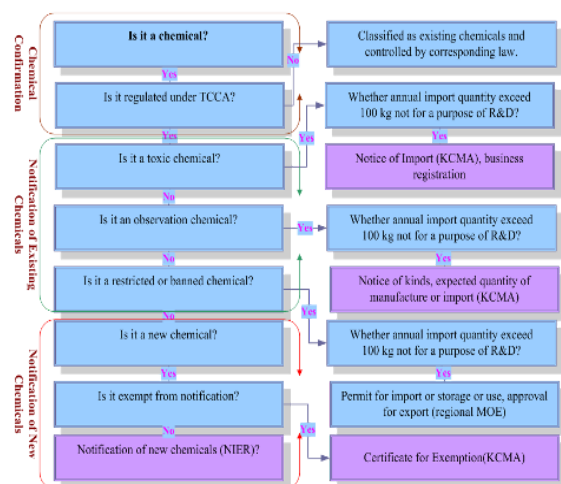 Chemical
Confirmation
Is it a chemical?
Yes
No
Classified as existing chemicals and
controlled by corresponding law.
Is it regulated under TCCA?
Yes
Whether annual import quantity exceed
100 kg not for a purpose of R&D?
Yes
Notification of Existing
Chemicals
Is it a toxic chemical?
No
Yes
Notice of Import (KCMA), business
registration
Is it an observation chemical?
No
Yes
Whether annual import quantity exceed
100 kg not for a purpose of R&D?
Yes
Is it a restricted or banned chemical?
No
Yes
Notice of kinds, expected quantity of
manufacture or import (KCMA)
Notification of New
Chemicals
Is it a new chemical?
Yes
Whether annual import quantity exceed
100 kg not for a purpose of R&D?
Yes
Is it exempt from notification?
No
Yes
Permit for import or storage or use, approval
for export (regional MOE)
Notification of new chemicals (NIER)?
Certificate for Exemption(KCMA)